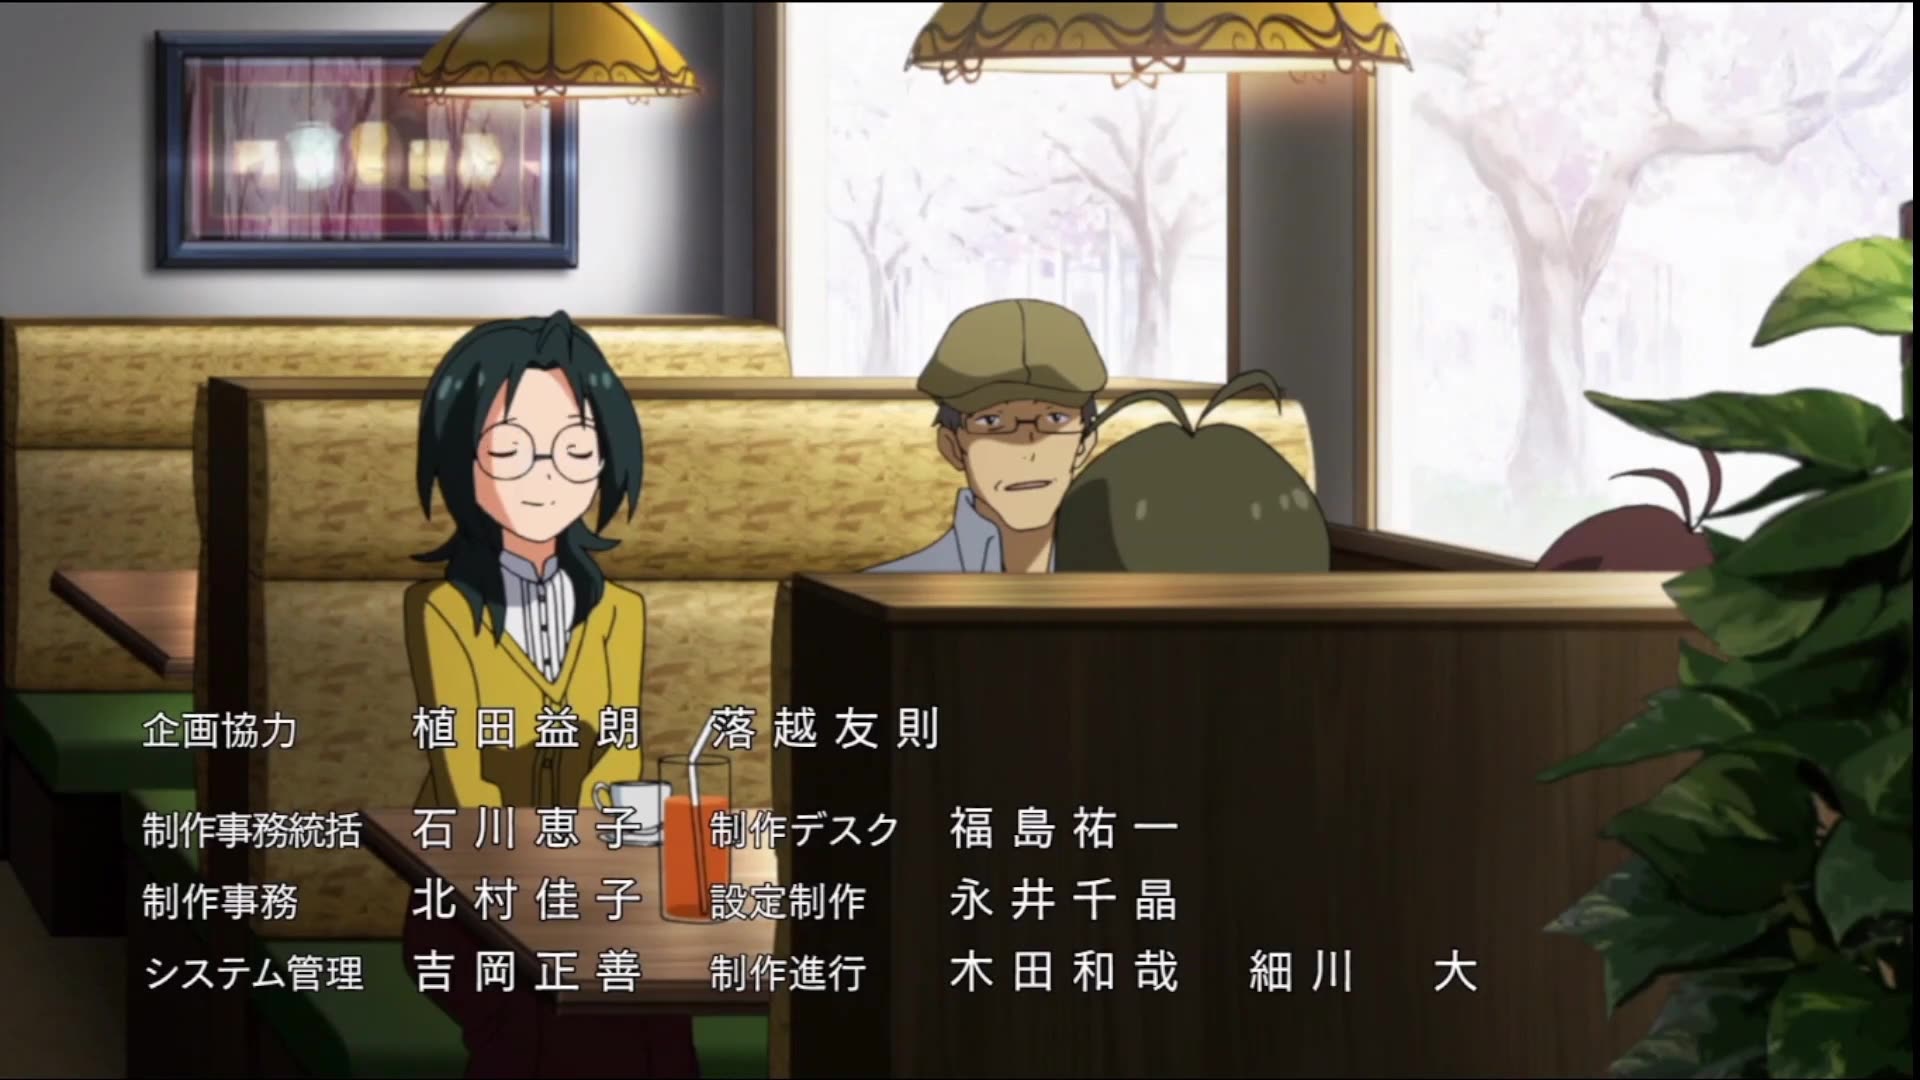 企画協力 植田益朗 落越友則
制作事務統括 石川恵子 制作デスク 福島祐一
制作事務 北村佳子 設定制作 永井千晶
システム管理 吉岡正善 制作進行 木田和哉 細川 大